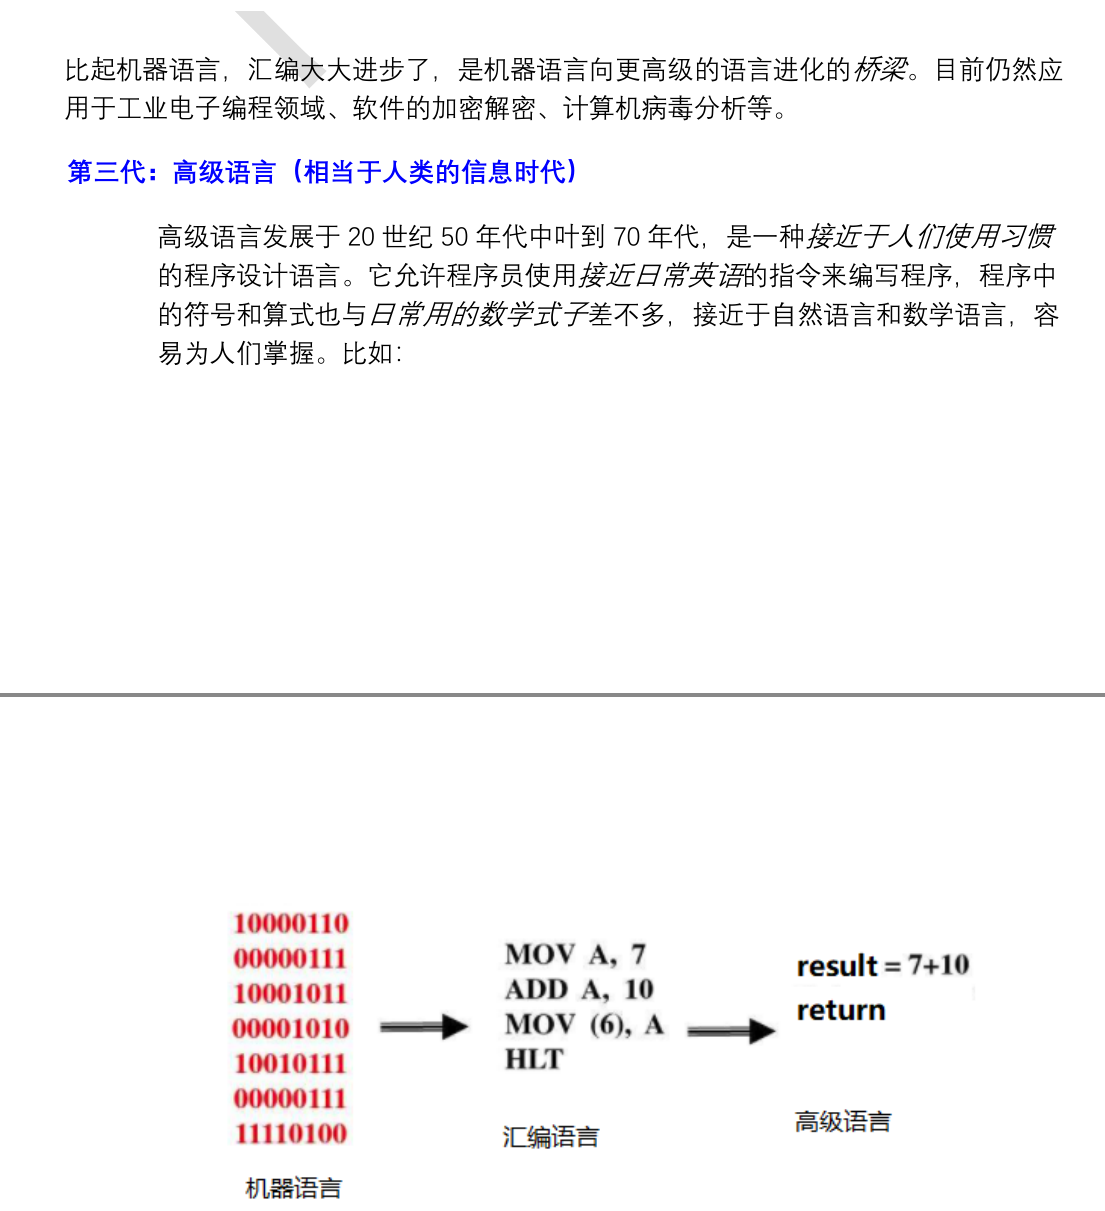 比起机器语言，汇编大大进步了，是机器语言向更高级的语言进化的桥梁。目前仍然应
用于工业电子编程领域、软件的加密解密、计算机病毒分析等。
第三代：高级语言（相当于人类的信息时代）
高级语言发展于 20 世纪 50 年代中叶到 70 年代，是一种接近于人们使用习惯
的程序设计语言。它允许程序员使用接近日常英语的指令来编写程序，程序中
的符号和算式也与日常用的数学式子差不多，接近于自然语言和数学语言，容
易为人们掌握。比如：
10000110
00000111
10001011
00001010
10010111
00000111
11110100
机器语言
MOV A, 7
ADD A, 10
MOV (6), A
HLT
汇编语言
result = 7+10
return
高级语言